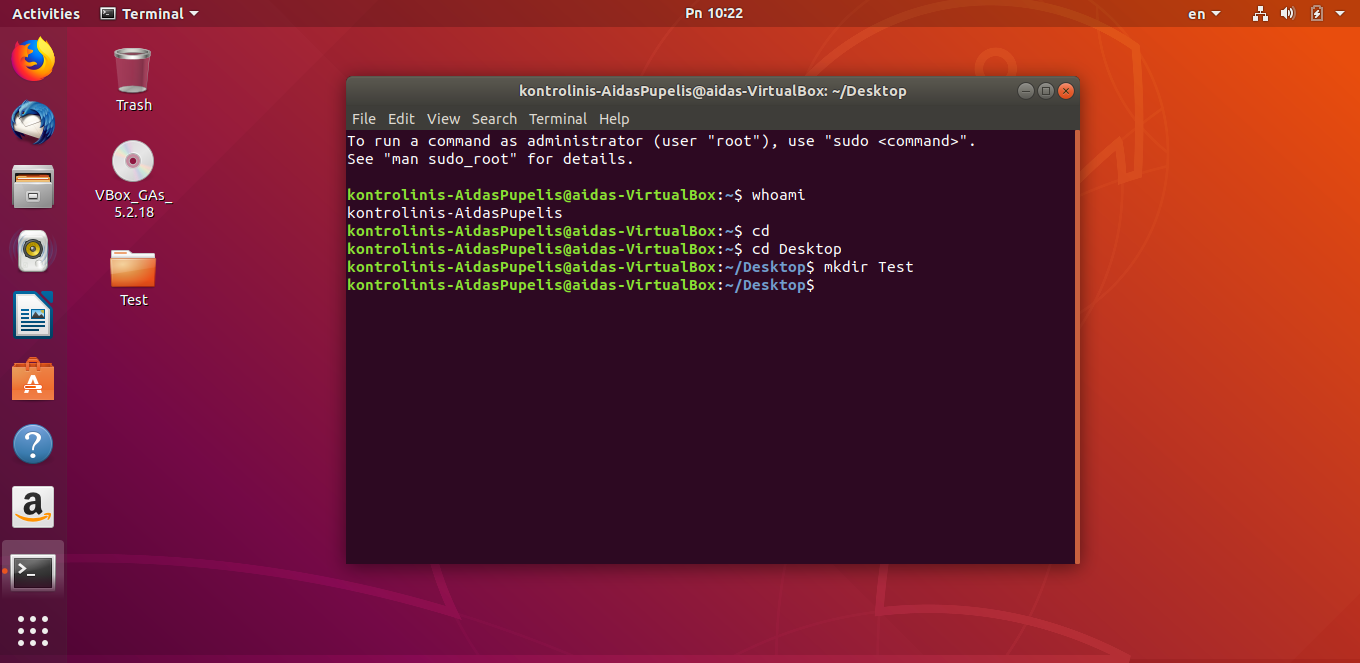 Activities Terminal Pn 10:22 en
Trash
VBox_GAs_
5.2.18
Test
kontrolinis-AidasPupelis@aidas-VirtualBox: ~/Desktop
File Edit View Search Terminal Help
To run a command as administrator (user "root"), use "sudo <command>".
See "man sudo_root" for details.
kontrolinis-AidasPupelis@aidas-VirtualBox:~$ whoami
kontrolinis-AidasPupelis
kontrolinis-AidasPupelis@aidas-VirtualBox:~$ cd
kontrolinis-AidasPupelis@aidas-VirtualBox:~$ cd Desktop
kontrolinis-AidasPupelis@aidas-VirtualBox:~/Desktop$ mkdir Test
kontrolinis-AidasPupelis@aidas-VirtualBox:~/Desktop$